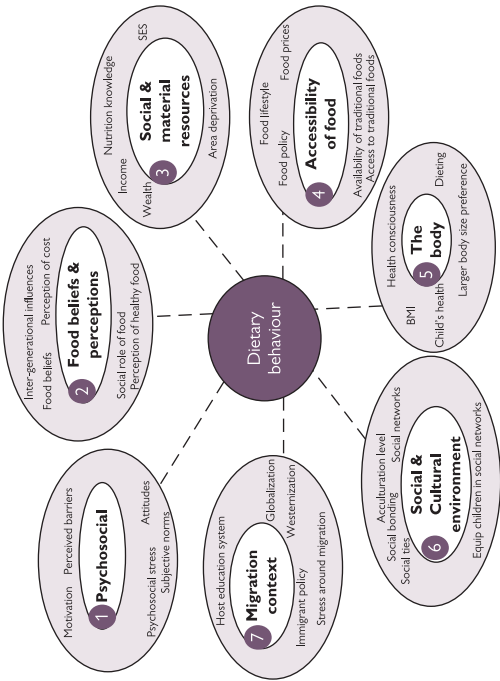 Dietary
behaviour
1
Psychosocial
Motivation
Perceived barriers
Attitudes
Psychosocial stress
Subjective norms
2
Food beliefs &
perceptions
Inter-generational influences
Food beliefs
Perception of cost
Social role of food
Perception of healthy food
3
Social &
material
resources
Nutrition knowledge
SES
Income
Wealth
Area deprivation
4
Accessibility
of food
Food lifestyle
Food policy
Food prices
Availability of traditional foods
Access to traditional foods
5
The
body
Health consciousness
BMI
Dieting
Child's health
Larger body size preference
6
Social &
Cultural
environment
Acculturation level
Social bonding
Social networks
Social ties
Equip children in social networks
7
Migration
context
Host education system
Globalization
Westernization
Immigrant policy
Stress around migration